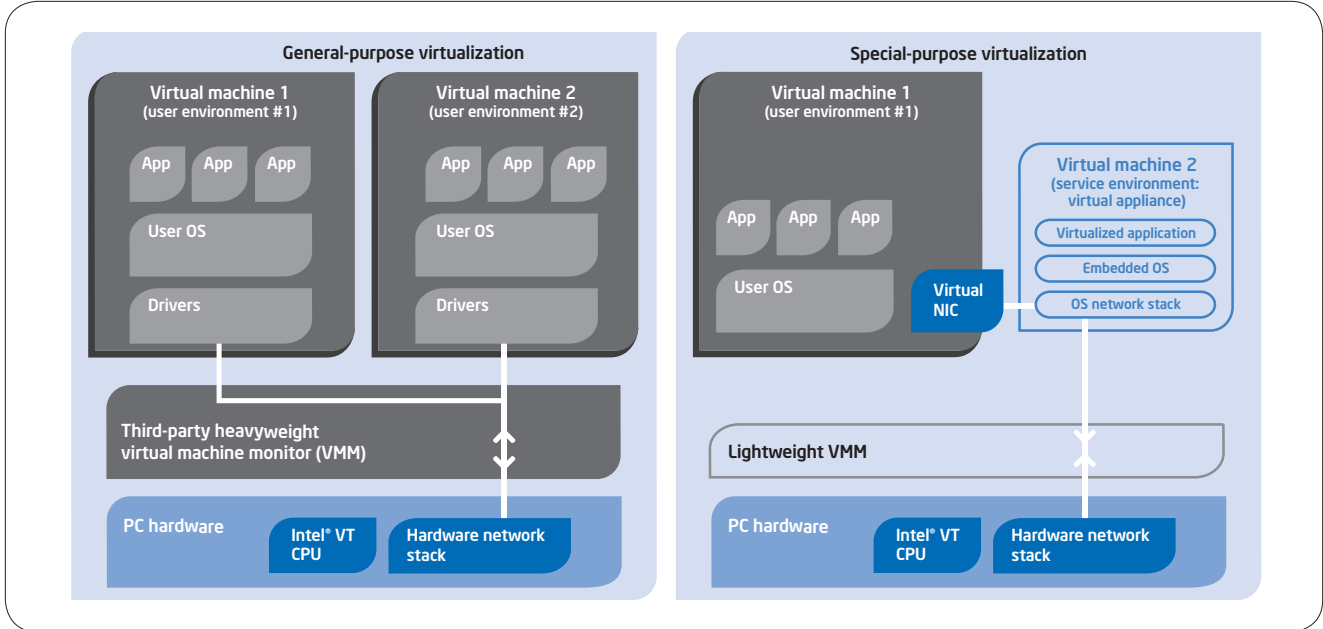 General-purpose virtualization
Virtual machine 1
(user environment #1)
App
App
App
User OS
Drivers
Virtual machine 2
(user environment #2)
App
App
App
User OS
Drivers
Third-party heavyweight
virtual machine monitor (VMM)
PC hardware
Intel® VT
CPU
Hardware network
stack
Special-purpose virtualization
Virtual machine 1
(user environment #1)
App
App
App
User OS
Virtual
NIC
Virtual machine 2
(service environment:
virtual appliance)
Virtualized application
Embedded OS
OS network stack
Lightweight VMM
PC hardware
Intel® VT
CPU
Hardware network
stack